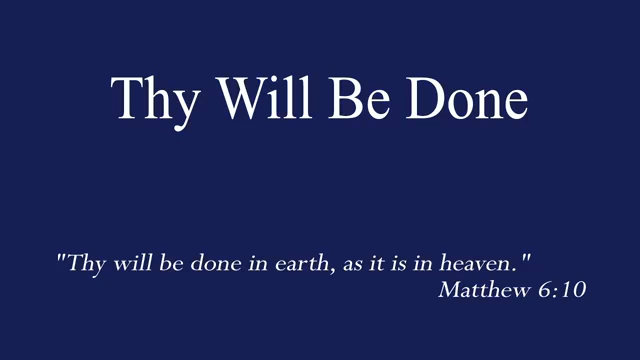 Thy Will Be Done
"Thy will be done in earth, as it is in heaven."
Matthew 6:10